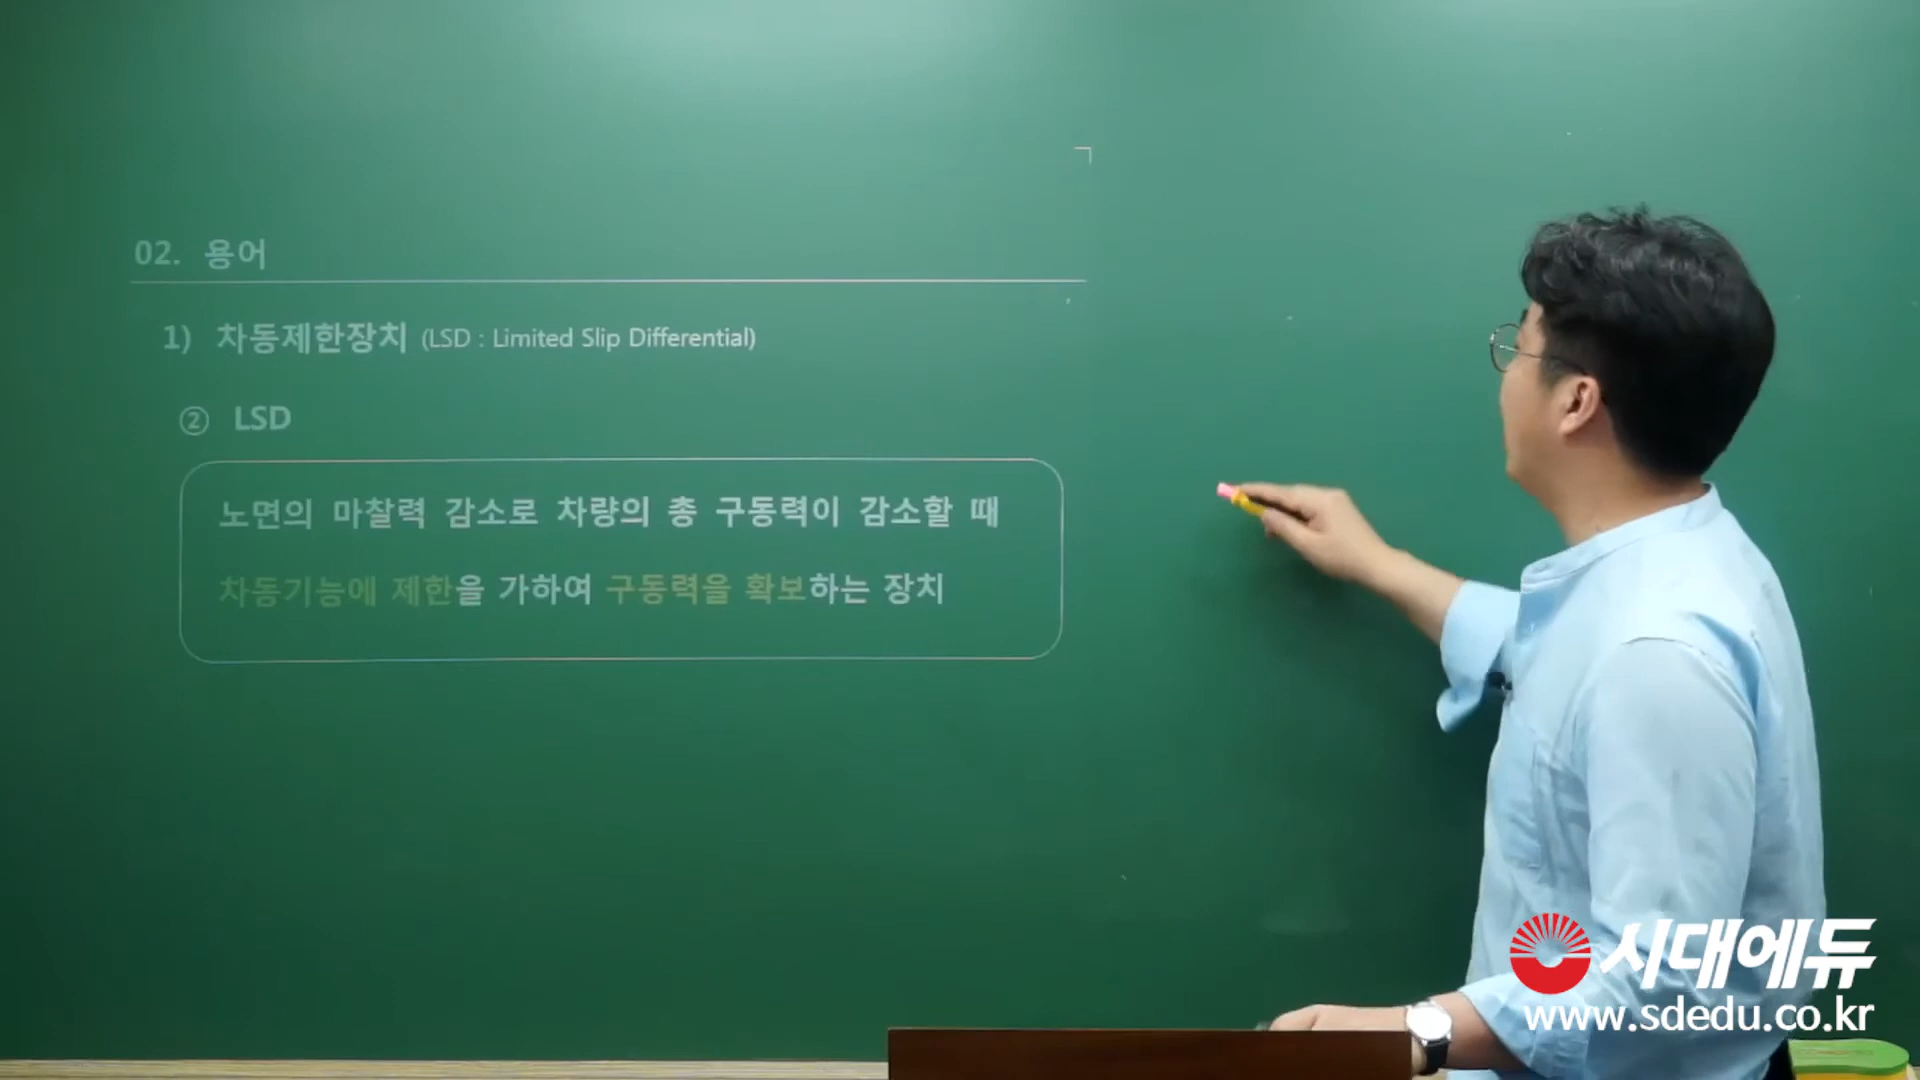 02. 용어
1) 차동제한장치 (LSD : Limited Slip Differential)
② LSD
노면의 마찰력 감소로 차량의 총 구동력이 감소할 때
차동기능에 제한을 가하여 구동력을 확보하는 장치
시대에듀
www.sdedu.co.kr